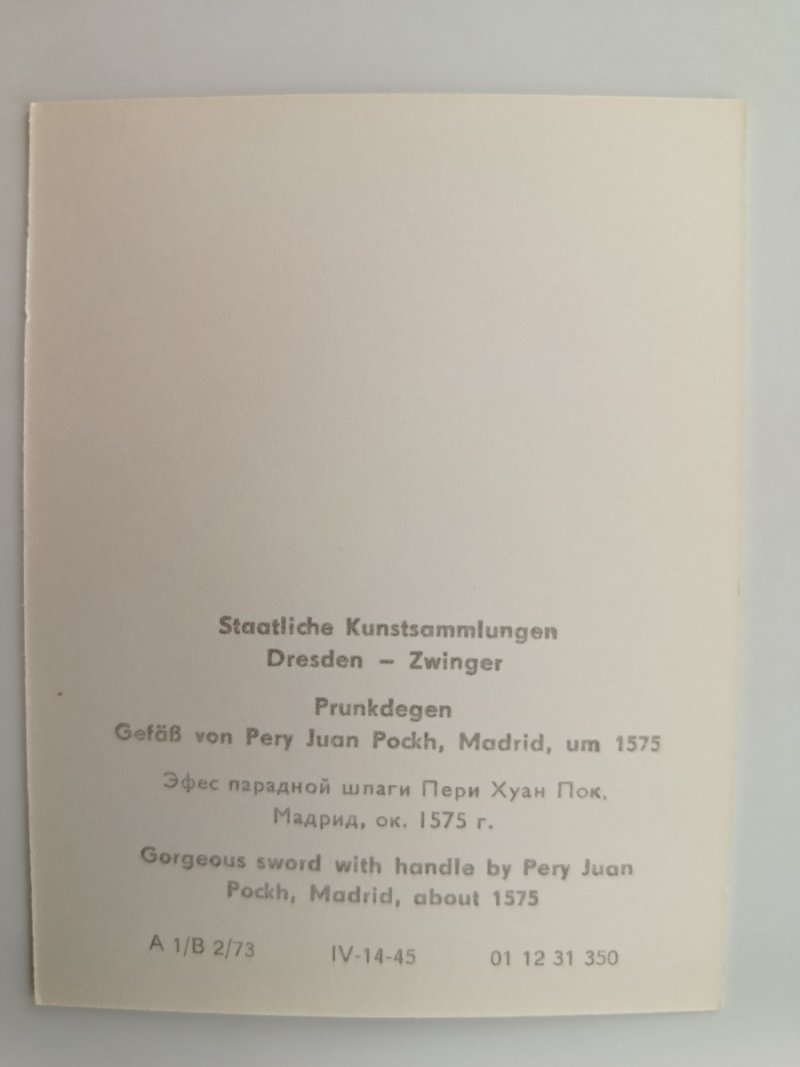 Staatliche Kunstsammlungen
Dresden – Zwinger
Prunkdegen
Gefäß von Pery Juan Pockh, Madrid, um 1575
Эфес парадной шпаги Пери Хуан Пок,
Мадрид, ок. 1575 г.
Gorgeous sword with handle by Pery Juan
Pockh, Madrid, about 1575
A 1/B 2/73 IV-14-45 01 12 31 350